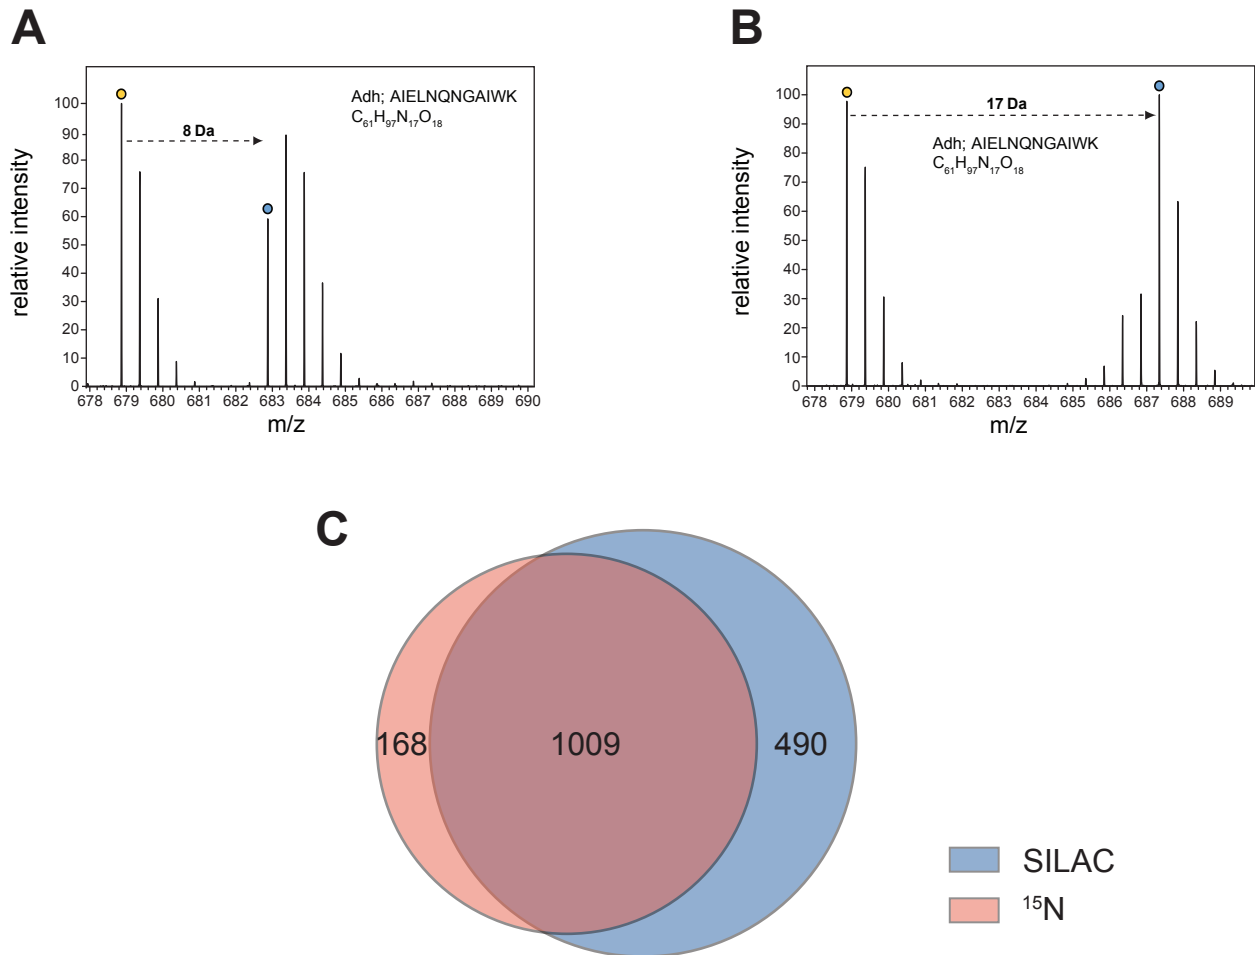 A
relative intensity
100
90
80
70
60
50
40
30
20
10
0
8 Da
Adh; AIELNQNGAIWK
C₆₁H₉₇N₁₇O₁₈
678 679 680 681 682 683 684 685 686 687 688 689 690
m/z
B
relative intensity
100
90
80
70
60
50
40
30
20
10
0
17 Da
Adh; AIELNQNGAIWK
C₆₁H₉₇N₁₇O₁₈
678 679 680 681 682 683 684 685 686 687 688 689
m/z
C
168
1009
490
SILAC
¹⁵N